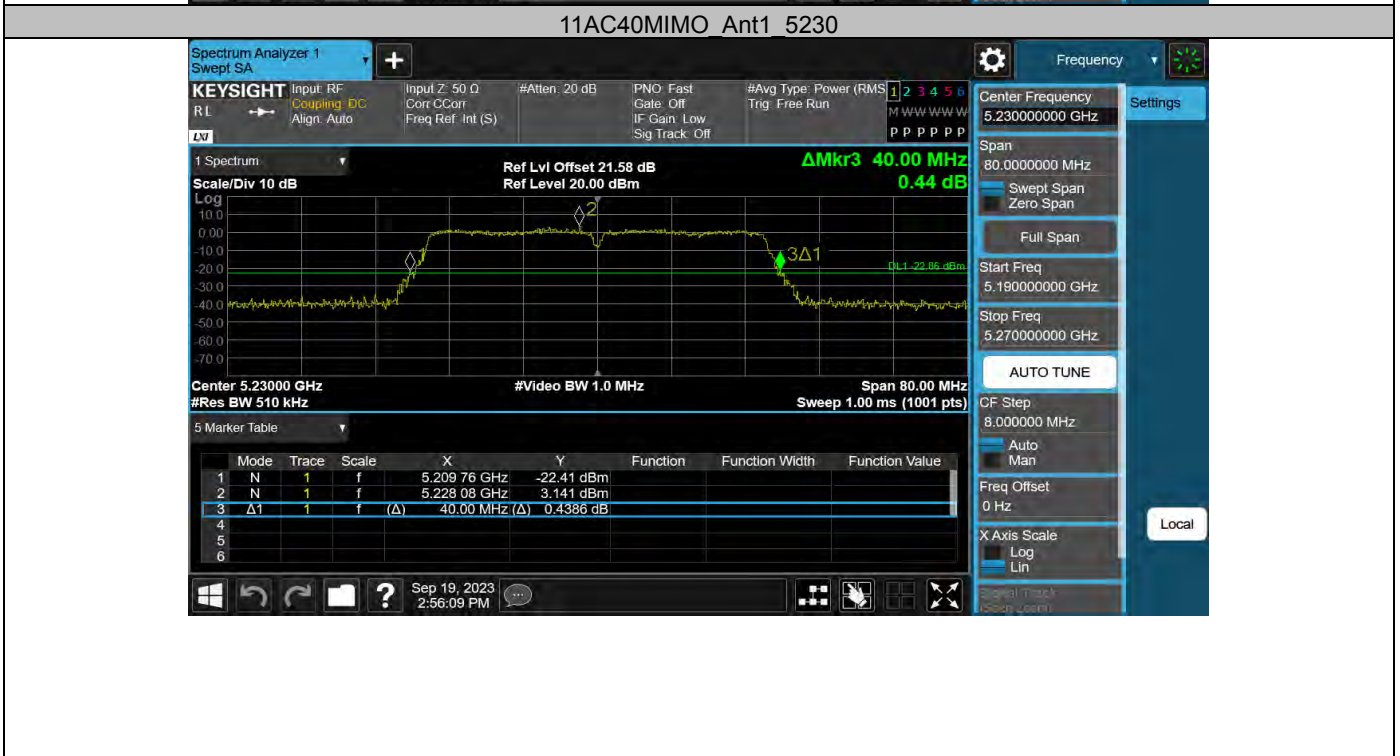 11AC40MIMO_Ant1_5230
Spectrum Analyzer 1
Swept SA
Frequency
KEYSIGHT
RL
LXI
Input: RF
Coupling: DC
Align: Auto
Input Z: 50 Ω
Corr CCorr
Freq Ref: Int (S)
#Atten: 20 dB
PNO: Fast
Gate: Off
IF Gain: Low
Sig Track: Off
#Avg Type: Power (RMS
Trig: Free Run
1 2 3 4 5 6
M W W W W W
P P P P P P
1 Spectrum
Scale/Div 10 dB
Ref Lvl Offset 21.58 dB
Ref Level 20.00 dBm
ΔMkr3 40.00 MHz
0.44 dB
Log
10.0
0.00
-10.0
-20.0
-30.0
-40.0
-50.0
-60.0
-70.0
1
2
3Δ1
DL1 -22.86 dBm
Center 5.23000 GHz
#Video BW 1.0 MHz
Span 80.00 MHz
#Res BW 510 kHz
Sweep 1.00 ms (1001 pts)
5 Marker Table
Mode Trace Scale X Y Function Function Width Function Value
1 N 1 f 5.209 76 GHz -22.41 dBm
2 N 1 f 5.228 08 GHz 3.141 dBm
3 Δ1 1 f (Δ) 40.00 MHz (Δ) 0.4386 dB
4
5
6
Sep 19, 2023
2:56:09 PM
?
Center Frequency
5.230000000 GHz
Settings
Span
80.0000000 MHz
Swept Span
Zero Span
Full Span
Start Freq
5.190000000 GHz
Stop Freq
5.270000000 GHz
AUTO TUNE
CF Step
8.000000 MHz
Auto
Man
Freq Offset
0 Hz
Local
X Axis Scale
Log
Lin
Signal Track
(Span Zoom)